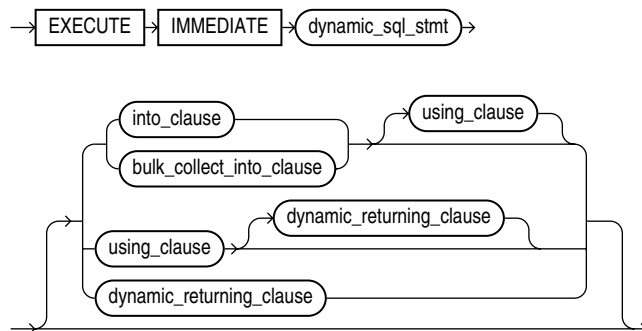 EXECUTE IMMEDIATE dynamic_sql_stmt
into_clause using_clause
bulk_collect_into_clause
using_clause dynamic_returning_clause
dynamic_returning_clause